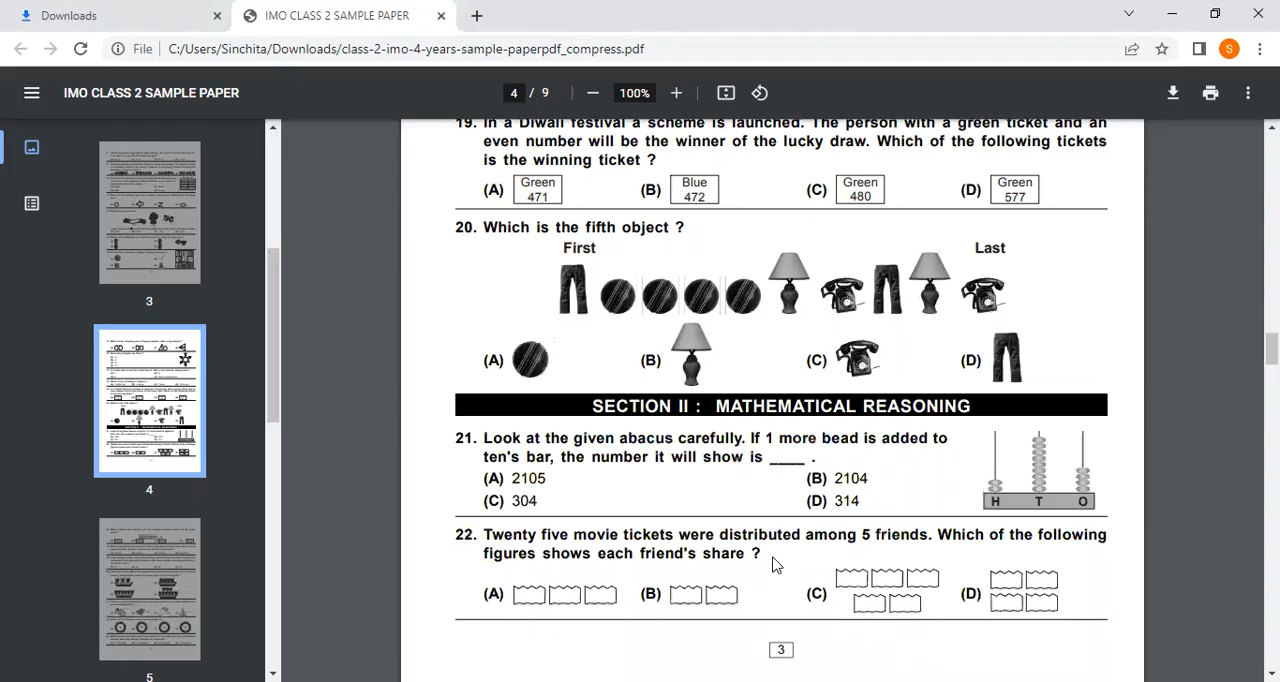 Downloads
IMO CLASS 2 SAMPLE PAPER
File C:/Users/Sinchita/Downloads/class-2-imo-4-years-sample-paperpdf_compress.pdf
S
IMO CLASS 2 SAMPLE PAPER
4 / 9
100%
3
4
5
19. In a Diwali festival a scheme is launched. The person with a green ticket and an
even number will be the winner of the lucky draw. Which of the following tickets
is the winning ticket ?
(A) Green 471 (B) Blue 472 (C) Green 480 (D) Green 577
20. Which is the fifth object ?
First Last
(A) (B) (C) (D)
SECTION II : MATHEMATICAL REASONING
21. Look at the given abacus carefully. If 1 more bead is added to
ten's bar, the number it will show is ____ .
(A) 2105 (B) 2104
(C) 304 (D) 314
H T O
22. Twenty five movie tickets were distributed among 5 friends. Which of the following
figures shows each friend's share ?
(A) (B) (C) (D)
3